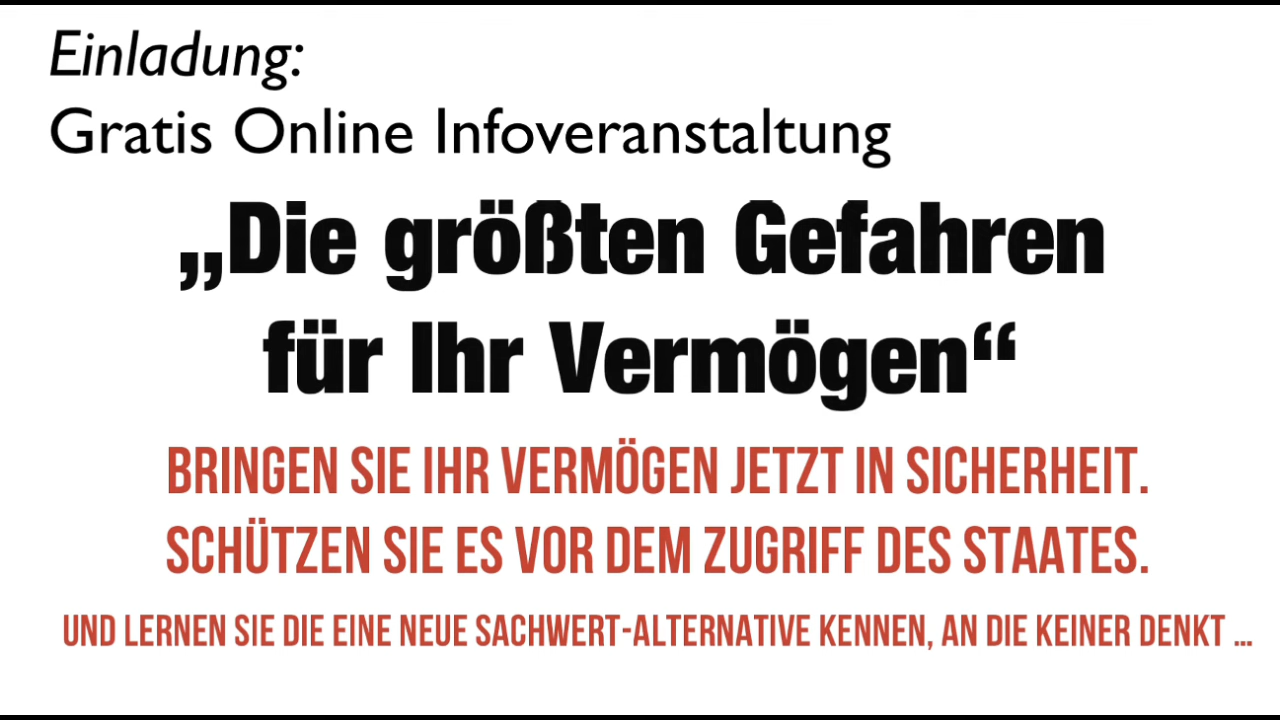 Einladung:
Gratis Online Infoveranstaltung
„Die größten Gefahren
für Ihr Vermögen“
BRINGEN SIE IHR VERMÖGEN JETZT IN SICHERHEIT.
SCHÜTZEN SIE ES VOR DEM ZUGRIFF DES STAATES.
UND LERNEN SIE DIE EINE NEUE SACHWERT-ALTERNATIVE KENNEN, AN DIE KEINER DENKT ...